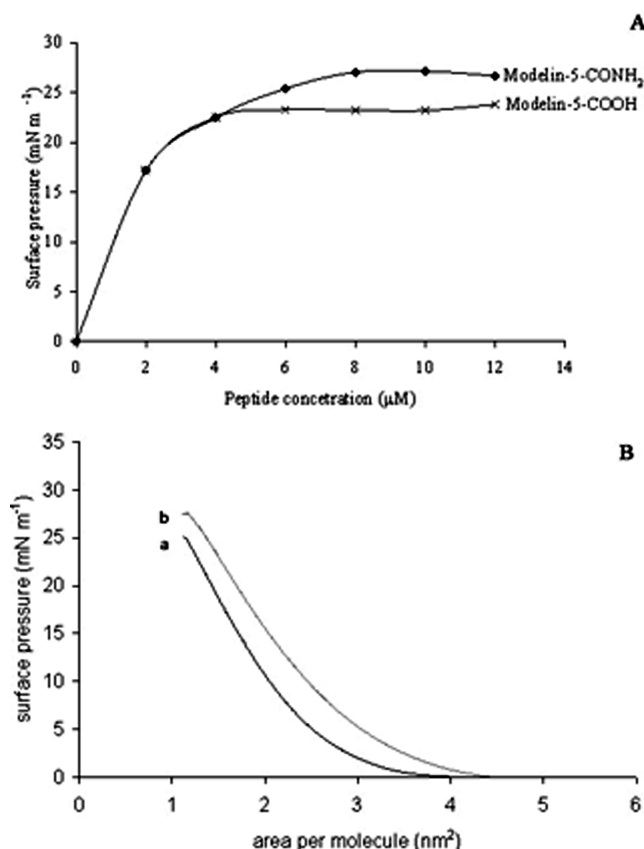 A
30
25
20
15
10
5
0
Surface pressure (mN m⁻¹)
Modelin-5-CONH₂
Modelin-5-COOH
0 2 4 6 8 10 12 14
Peptide concetration (μM)
B
35
30
25
20
15
10
5
0
surface pressure (mN m⁻¹)
b
a
0 1 2 3 4 5 6
area per molecule (nm²)